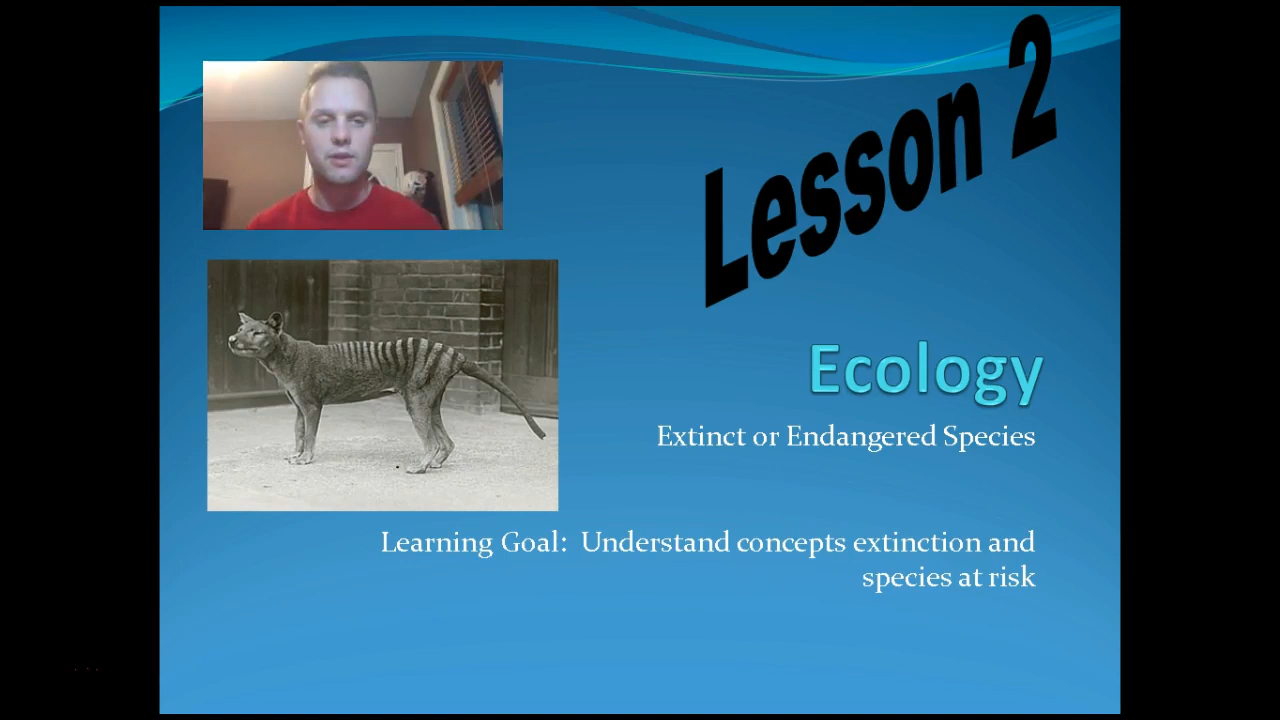 Lesson 2
Ecology
Extinct or Endangered Species
Learning Goal:  Understand concepts extinction and
species at risk